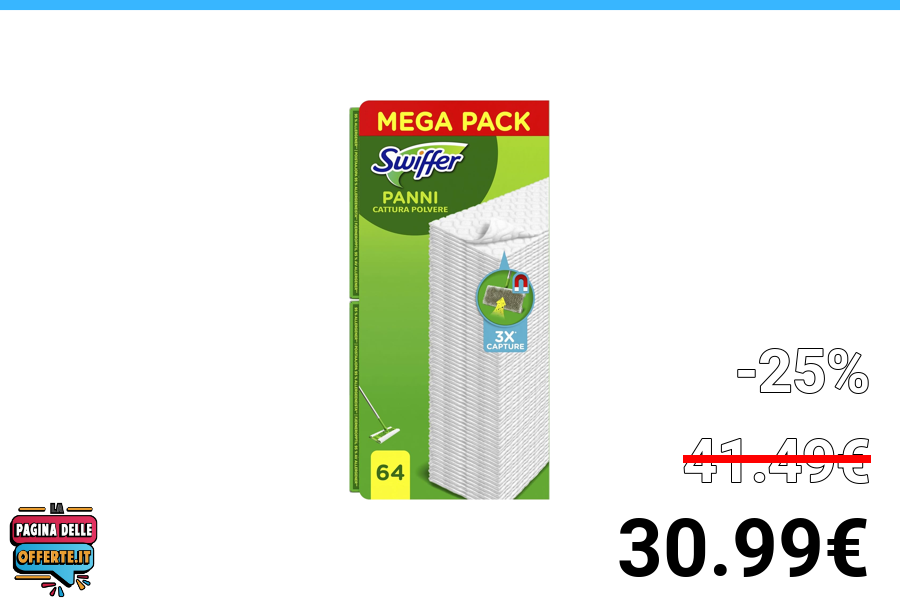 MEGA PACK
Swiffer
PANNI
CATTURA POLVERE
3X*
CAPTURE
64
-25%
41.49€
30.99€
LA
PAGINA DELLE
OFFERTE.IT